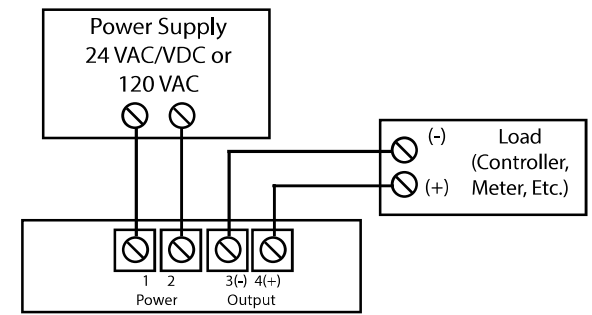 Power Supply
24 VAC/VDC or
120 VAC
(-)
Load
(Controller,
(+)
Meter, Etc.)
1 2 3(-) 4(+)
Power Output